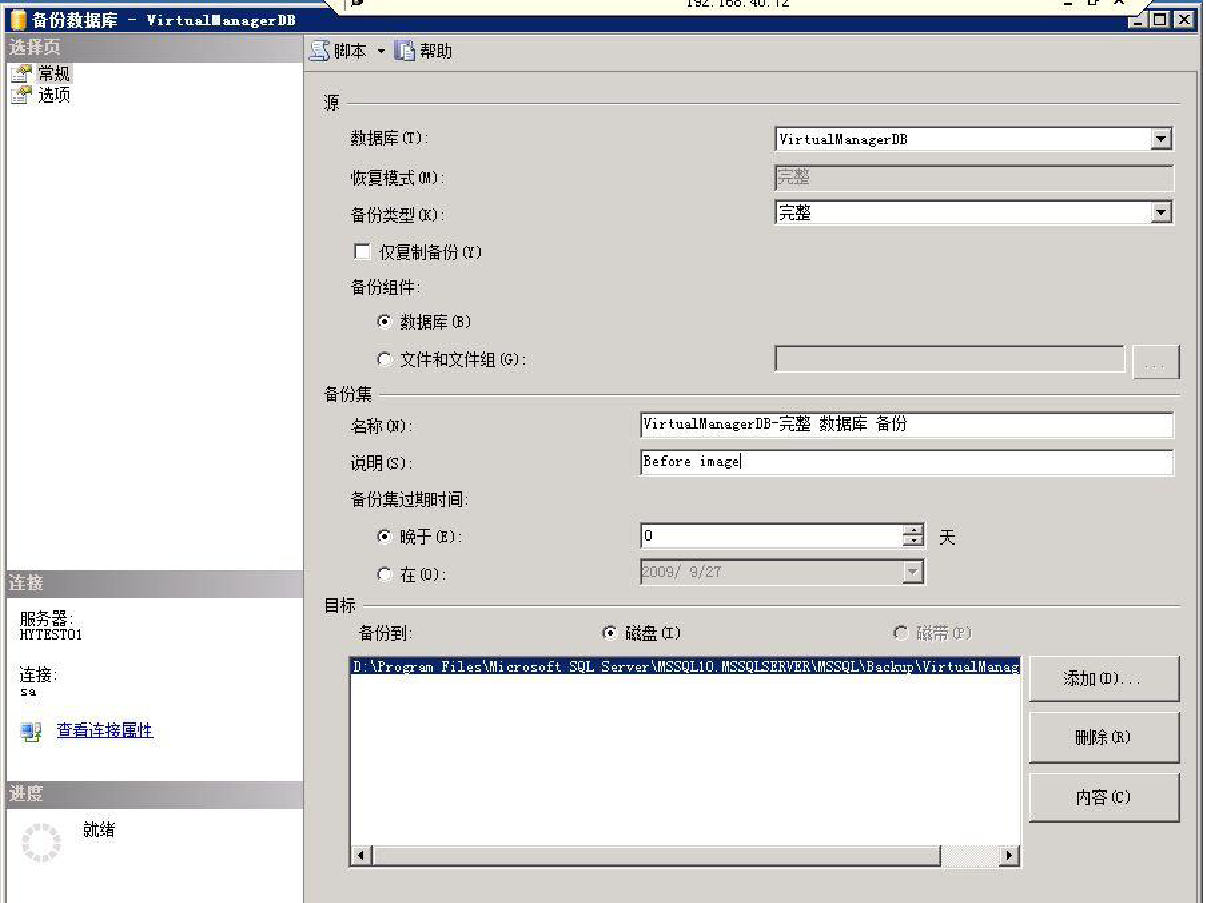 192.168.40.12
备份数据库 - VirtualManagerDB
选择页
常规
选项
脚本
帮助
源
数据库(T):
VirtualManagerDB
恢复模式(M):
完整
备份类型(K):
完整
仅复制备份(Y)
备份组件:
数据库(B)
文件和文件组(G):
...
备份集
名称(N):
VirtualManagerDB-完整 数据库 备份
说明(S):
Before image
备份集过期时间:
晚于(E):
0
天
在(O):
2009/ 9/27
目标
备份到:
磁盘(I)
磁带(P)
D:\Program Files\Microsoft SQL Server\MSSQL10.MSSQLSERVER\MSSQL\Backup\VirtualManag
添加(D)...
删除(R)
内容(C)
连接
服务器:
HYTEST01
连接:
sa
查看连接属性
进度
就绪